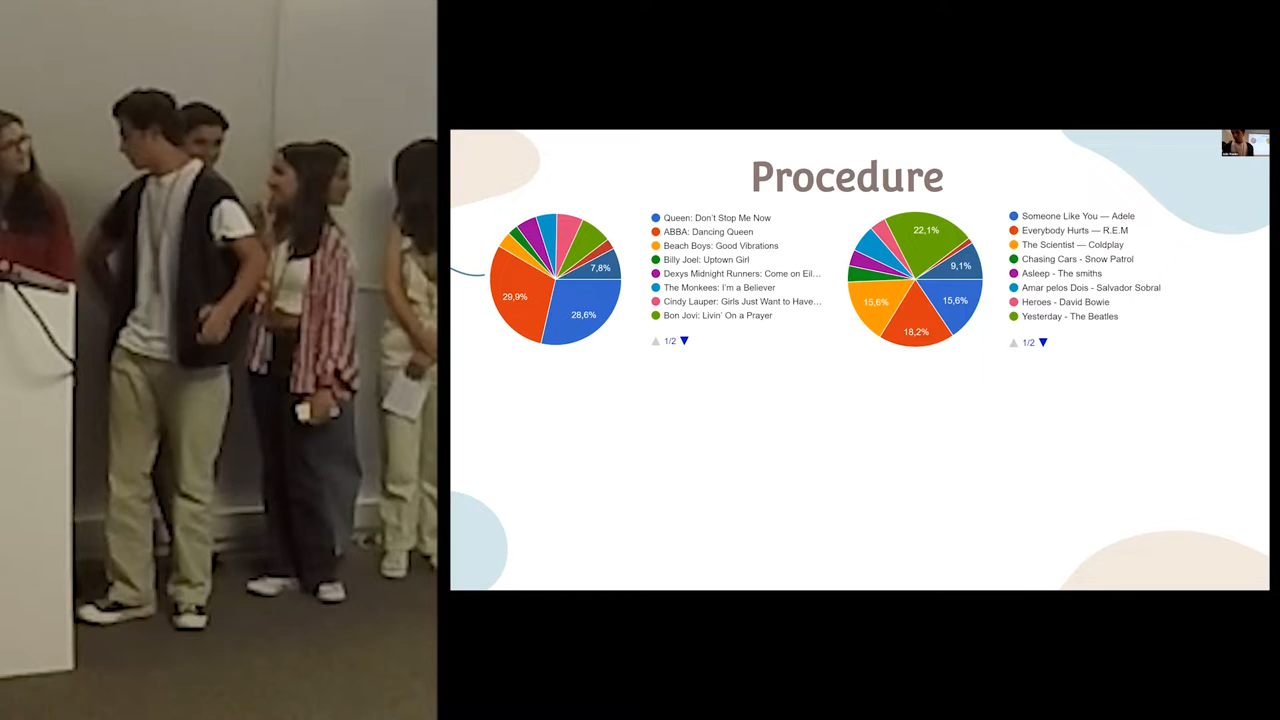 Procedure
7,8%
29,9%
28,6%
Queen: Don't Stop Me Now
ABBA: Dancing Queen
Beach Boys: Good Vibrations
Billy Joel: Uptown Girl
Dexys Midnight Runners: Come on Eil...
The Monkees: I'm a Believer
Cindy Lauper: Girls Just Want to Have...
Bon Jovi: Livin' On a Prayer
1/2
22,1%
9,1%
15,6%
15,6%
18,2%
Someone Like You — Adele
Everybody Hurts — R.E.M
The Scientist — Coldplay
Chasing Cars - Snow Patrol
Asleep - The smiths
Amar pelos Dois - Salvador Sobral
Heroes - David Bowie
Yesterday - The Beatles
1/2